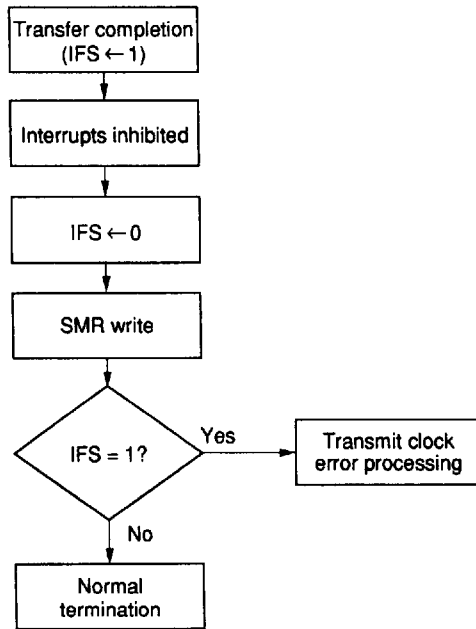 Transfer completion
(IFS ← 1)
Interrupts inhibited
IFS ← 0
SMR write
IFS = 1?
Yes
Transmit clock
error processing
No
Normal
termination